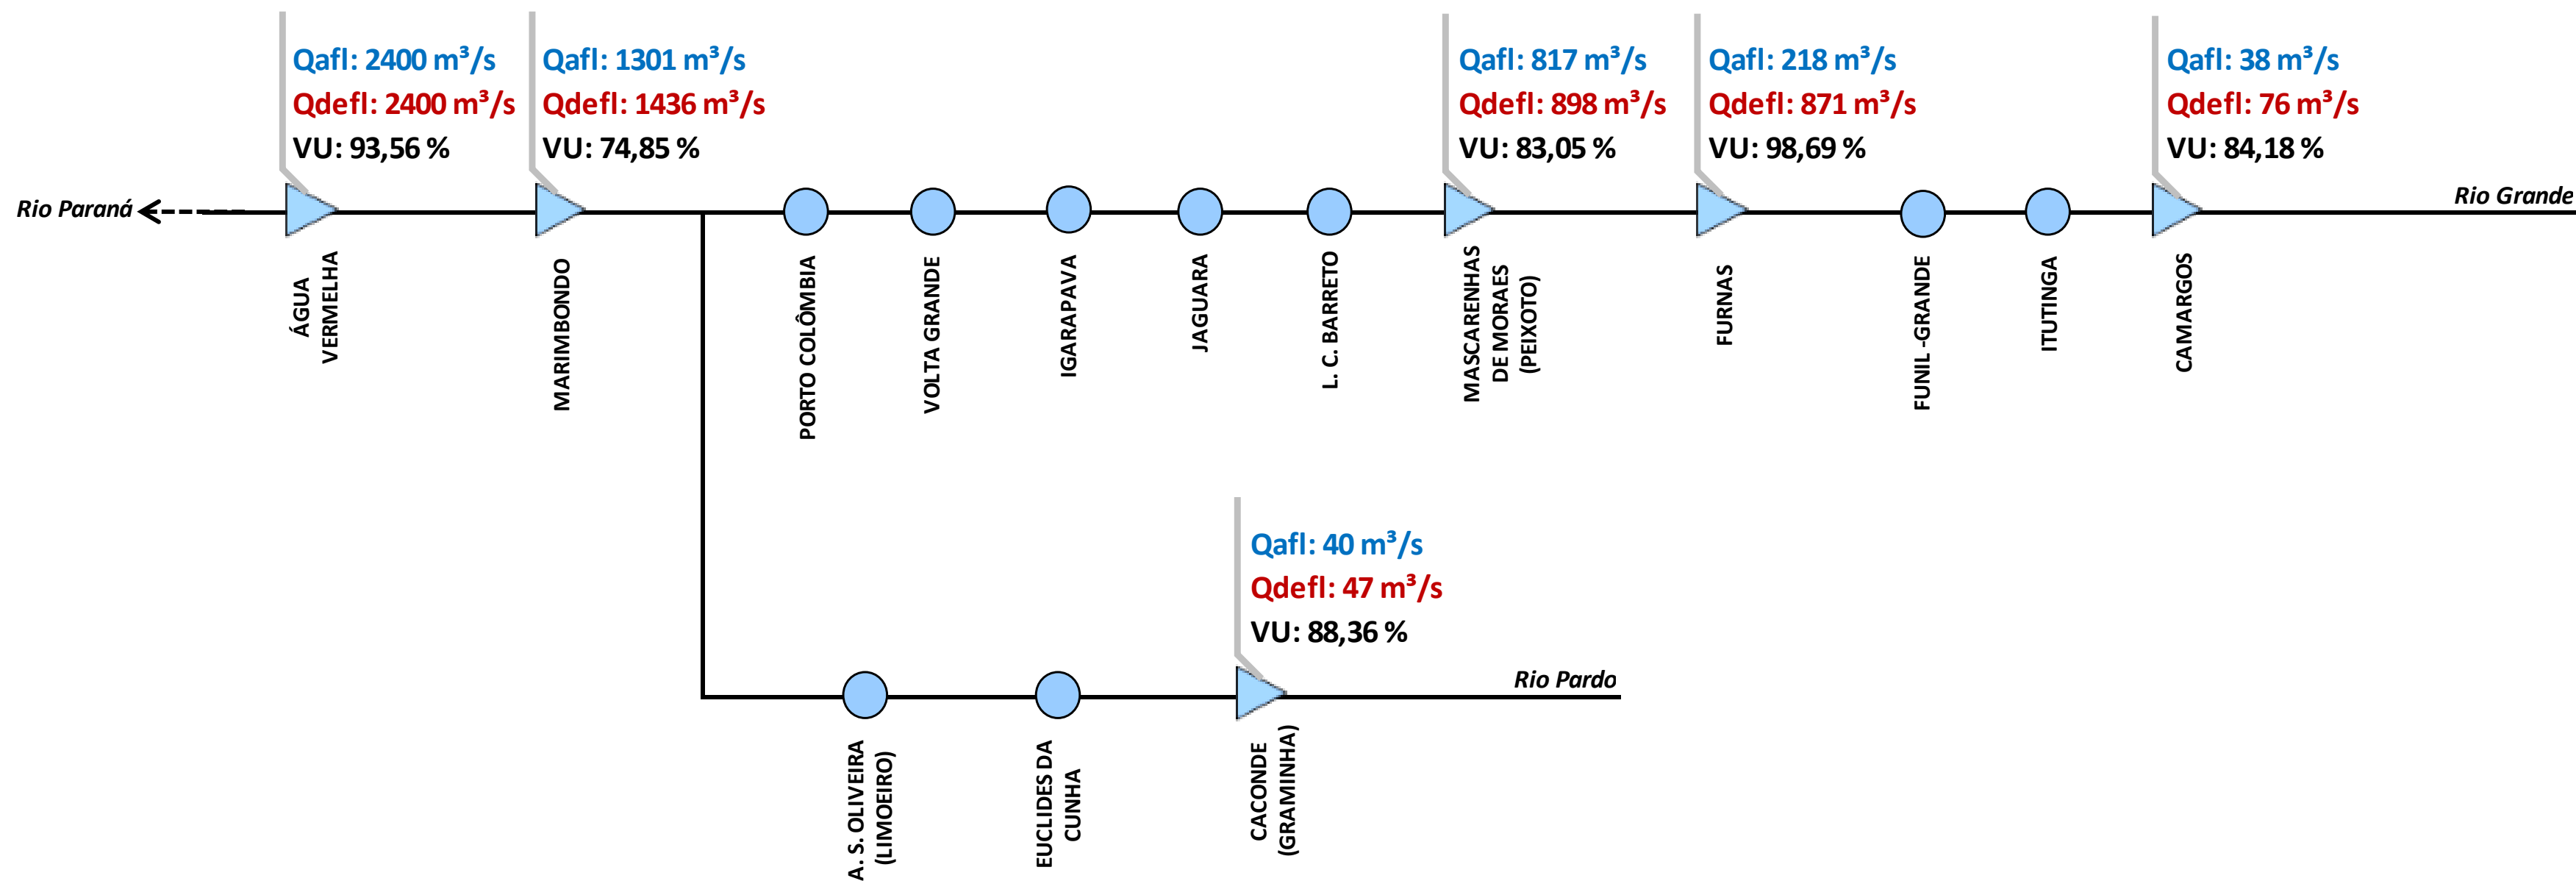 Qafl: 2400 m³/s
Qdefl: 2400 m³/s
VU: 93,56 %
Qafl: 1301 m³/s
Qdefl: 1436 m³/s
VU: 74,85 %
Qafl: 817 m³/s
Qdefl: 898 m³/s
VU: 83,05 %
Qafl: 218 m³/s
Qdefl: 871 m³/s
VU: 98,69 %
Qafl: 38 m³/s
Qdefl: 76 m³/s
VU: 84,18 %
Rio Paraná
Rio Grande
ÁGUA
VERMELHA
MARIMBONDO
PORTO COLÔMBIA
VOLTA GRANDE
IGARAPAVA
JAGUARA
L. C. BARRETO
MASCARENHAS
DE MORAES
(PEIXOTO)
FURNAS
FUNIL -GRANDE
ITUTINGA
CAMARGOS
Qafl: 40 m³/s
Qdefl: 47 m³/s
VU: 88,36 %
Rio Pardo
A. S. OLIVEIRA
(LIMOEIRO)
EUCLIDES DA
CUNHA
CACONDE
(GRAMINHA)